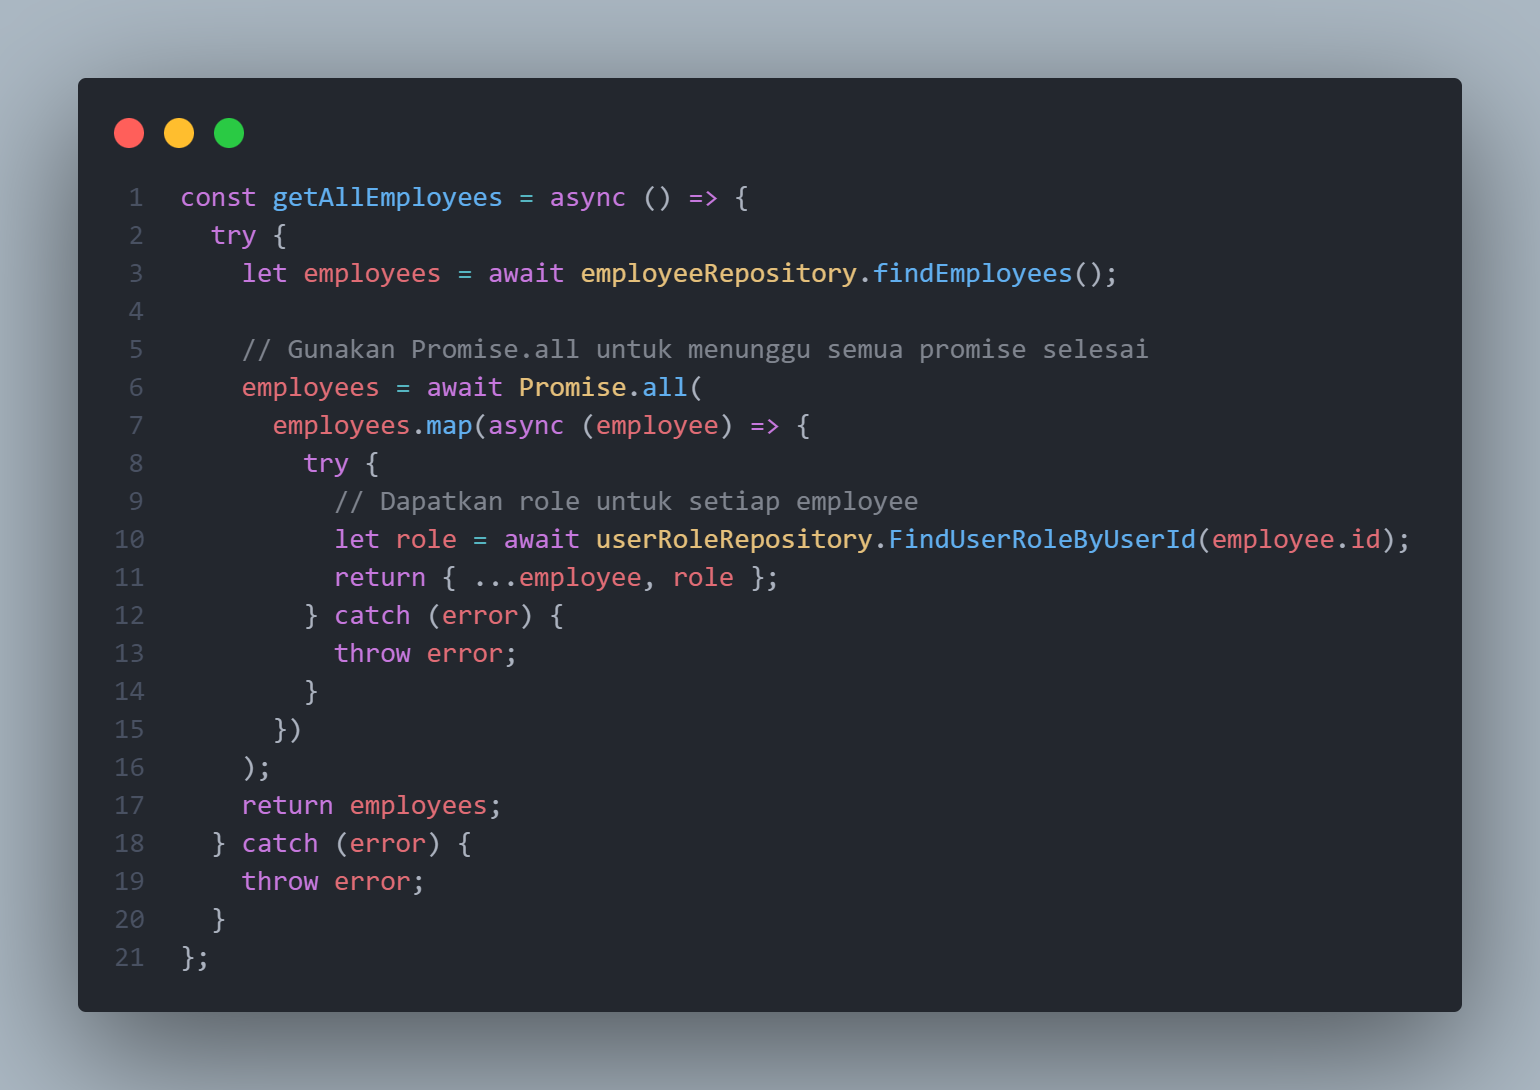 1 const getAllEmployees = async () => {
2   try {
3     let employees = await employeeRepository.findEmployees();
4
5     // Gunakan Promise.all untuk menunggu semua promise selesai
6     employees = await Promise.all(
7       employees.map(async (employee) => {
8         try {
9           // Dapatkan role untuk setiap employee
10           let role = await userRoleRepository.FindUserRoleByUserId(employee.id);
11           return { ...employee, role };
12         } catch (error) {
13           throw error;
14         }
15       })
16     );
17     return employees;
18   } catch (error) {
19     throw error;
20   }
21 };